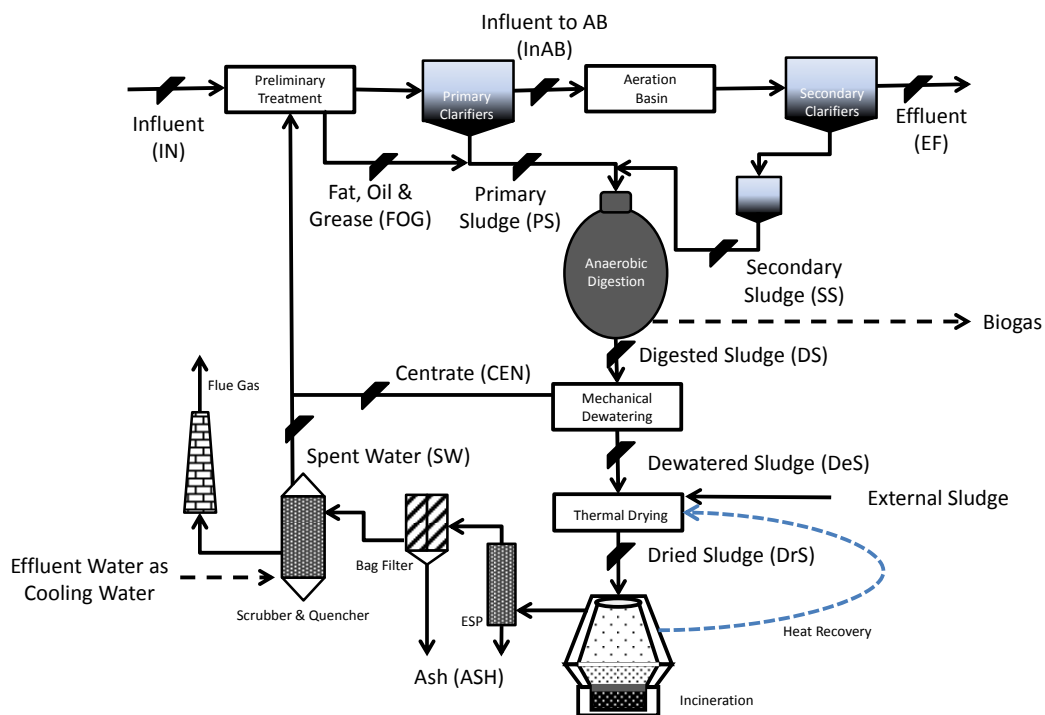 Influent to AB
(InAB)
Preliminary
Treatment
Primary
Clarifiers
Aeration
Basin
Secondary
Clarifiers
Influent
(IN)
Effluent
(EF)
Fat, Oil &
Grease (FOG)
Primary
Sludge (PS)
Anaerobic
Digestion
Secondary
Sludge (SS)
Biogas
Digested Sludge (DS)
Centrate (CEN)
Flue Gas
Mechanical
Dewatering
Spent Water (SW)
Dewatered Sludge (DeS)
External Sludge
Thermal Drying
Dried Sludge (DrS)
Bag Filter
Effluent Water as
Cooling Water
Scrubber & Quencher
ESP
Heat Recovery
Ash (ASH)
Incineration